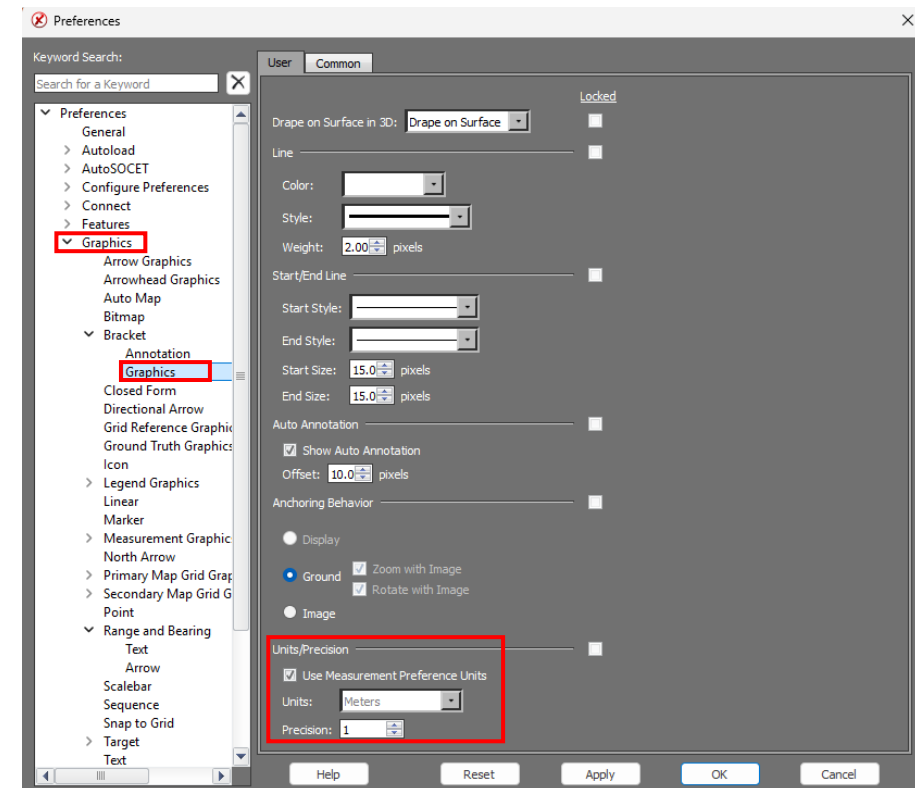 Preferences
Keyword Search:
Search for a Keyword
Preferences
General
Autoload
AutoSOCET
Configure Preferences
Connect
Features
Graphics
Arrow Graphics
Arrowhead Graphics
Auto Map
Bitmap
Bracket
Annotation
Graphics
Closed Form
Directional Arrow
Grid Reference Graphic
Ground Truth Graphics
Icon
Legend Graphics
Linear
Marker
Measurement Graphic
North Arrow
Primary Map Grid Grap
Secondary Map Grid G
Point
Range and Bearing
Text
Arrow
Scalebar
Sequence
Snap to Grid
Target
Text
User Common
Locked
Drape on Surface in 3D: Drape on Surface
Line
Color:
Style:
Weight: 2.00 pixels
Start/End Line
Start Style:
End Style:
Start Size: 15.0 pixels
End Size: 15.0 pixels
Auto Annotation
Show Auto Annotation
Offset: 10.0 pixels
Anchoring Behavior
Display
Ground Zoom with Image
Rotate with Image
Image
Units/Precision
Use Measurement Preference Units
Units: Meters
Precision: 1
Help Reset Apply OK Cancel